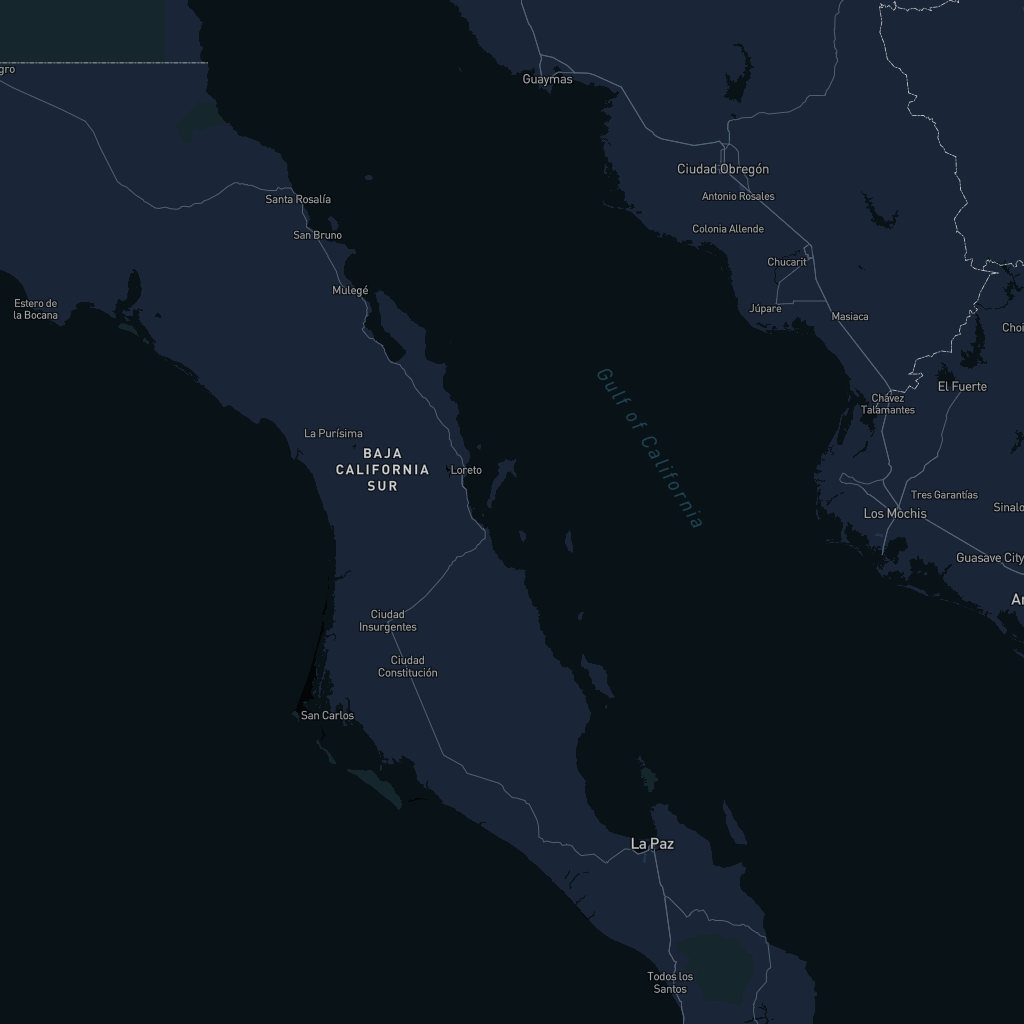 gro
Guaymas
Ciudad Obregón
Antonio Rosales
Santa Rosalía
Colonia Allende
San Bruno
Chucarit
Mulegé
Estero de
la Bocana
Júpare
Masiaca
Choi
El Fuerte
Chávez
Talamantes
Gulf of California
La Purísima
BAJA
CALIFORNIA
SUR
Loreto
Tres Garantías
Los Mochis
Sinalo
Guasave City
Ciudad
Insurgentes
Ciudad
Constitución
San Carlos
La Paz
Todos los
Santos